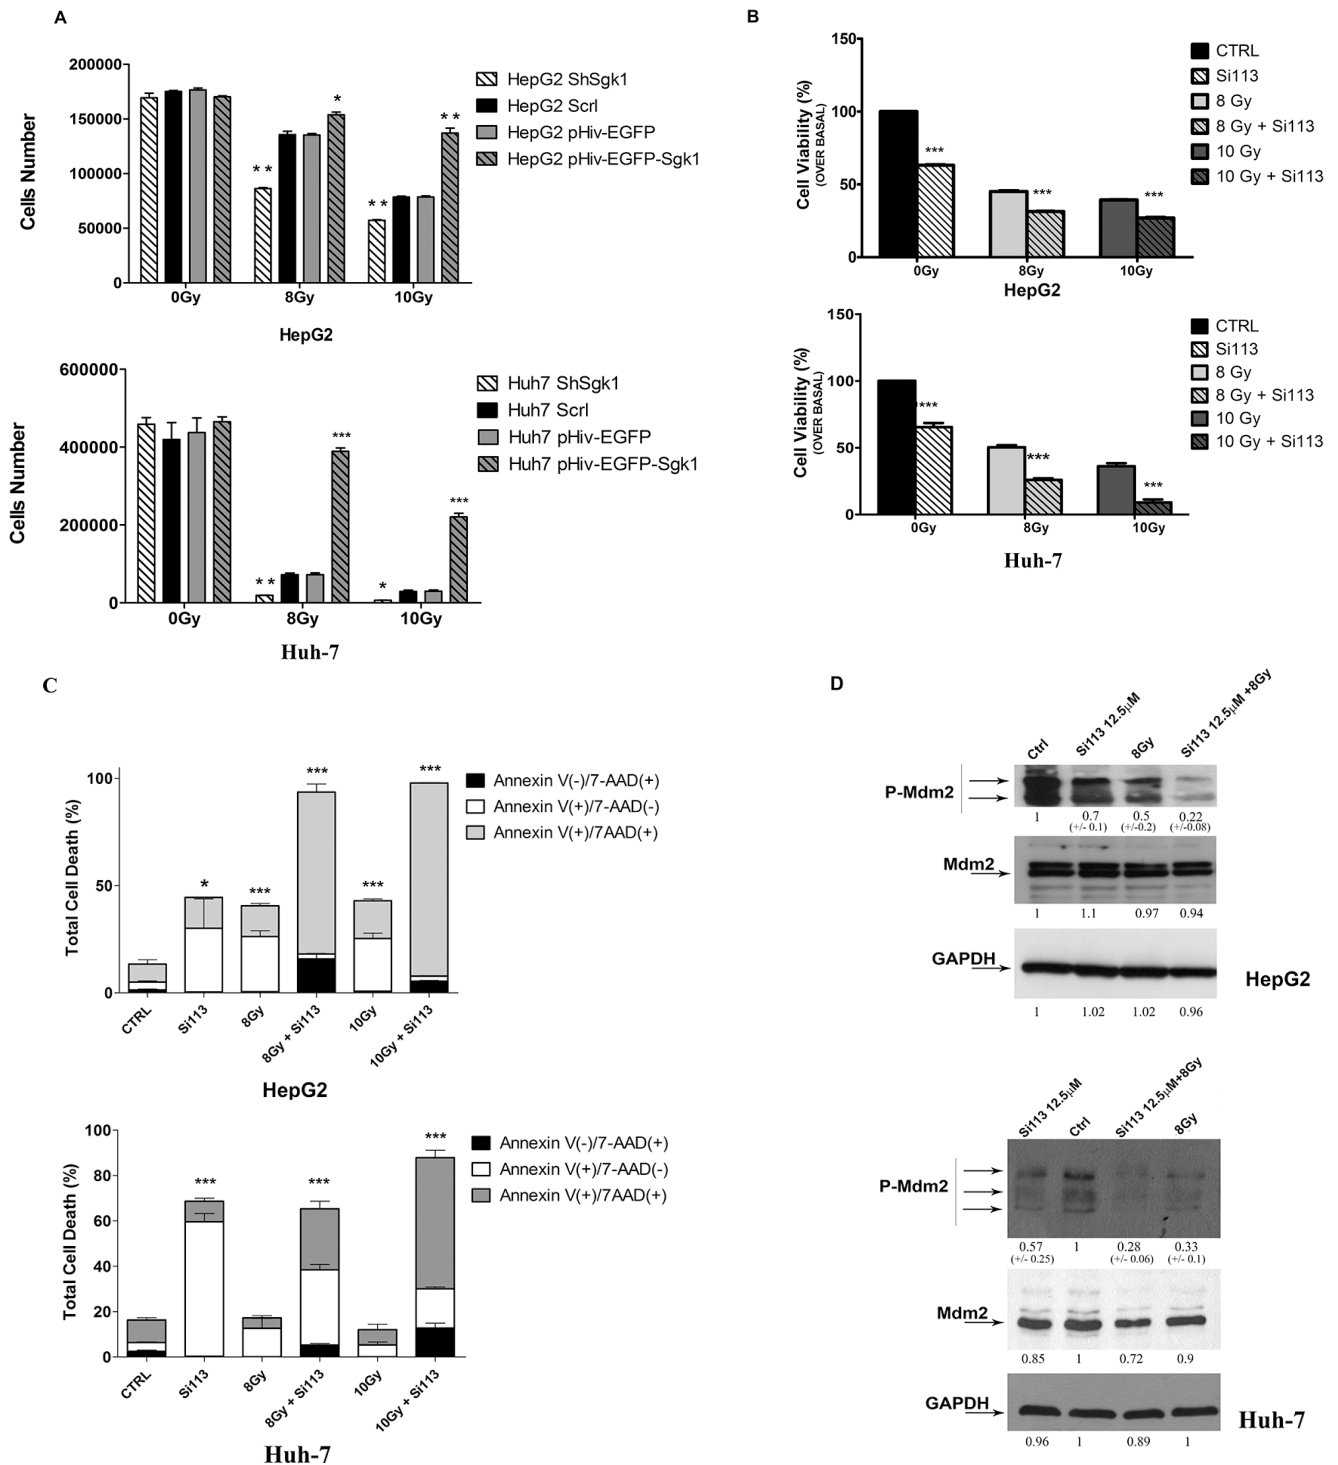 A
200000
150000
100000
50000
0
Cells Number
* *
*
* *
* *
0Gy
8Gy
10Gy
HepG2
HepG2 ShSgk1
HepG2 Scrl
HepG2 pHiv-EGFP
HepG2 pHiv-EGFP-Sgk1
600000
400000
200000
0
Cells Number
* *
***
*
***
0Gy
8Gy
10Gy
Huh-7
Huh7 ShSgk1
Huh7 Scrl
Huh7 pHiv-EGFP
Huh7 pHiv-EGFP-Sgk1
B
150
100
50
0
Cell Viability (%)
(OVER BASAL)
***
***
***
0Gy
8Gy
10Gy
HepG2
CTRL
Si113
8 Gy
8 Gy + Si113
10 Gy
10 Gy + Si113
150
100
50
0
Cell Viability (%)
(OVER BASAL)
****
***
***
0Gy
8Gy
10Gy
Huh-7
CTRL
Si113
8 Gy
8 Gy + Si113
10 Gy
10 Gy + Si113
C
100
50
0
Total Cell Death (%)
*
***
***
***
***
CTRL
Si113
8Gy
8Gy + Si113
10Gy
10Gy + Si113
HepG2
Annexin V(-)/7-AAD(+)
Annexin V(+)/7-AAD(-)
Annexin V(+)/7AAD(+)
100
80
60
40
20
0
Total Cell Death (%)
***
***
***
CTRL
Si113
8Gy
8Gy + Si113
10Gy
10Gy + Si113
Huh-7
Annexin V(-)/7-AAD(+)
Annexin V(+)/7-AAD(-)
Annexin V(+)/7AAD(+)
D
Ctrl
Si113 12.5μM
8Gy
Si113 12.5μM +8Gy
P-Mdm2
1 0.7 0.5 0.22
(+/- 0.1) (+/-0.2) (+/-0.08)
Mdm2
1 1.1 0.97 0.94
GAPDH
1 1.02 1.02 0.96
HepG2
Si113 12.5μM
Ctrl
Si113 12.5μM+8Gy
8Gy
P-Mdm2
0.57 1 0.28 0.33
(+/- 0.25) (+/- 0.06) (+/- 0.1)
Mdm2
0.85 1 0.72 0.9
GAPDH
0.96 1 0.89 1
Huh-7